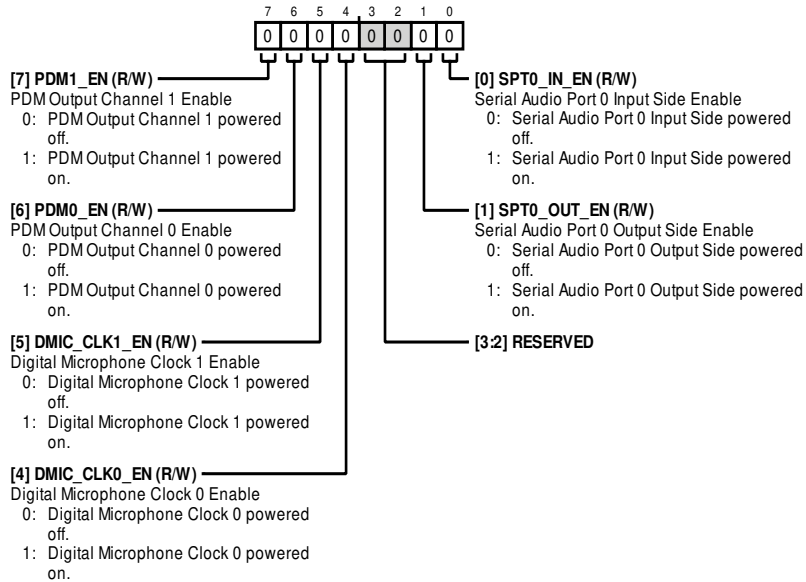 7 6 5 4 3 2 1 0
0 0 0 0 0 0 0 0
[7] PDM1_EN (R/W)
PDM Output Channel 1 Enable
0: PDM Output Channel 1 powered
off.
1: PDM Output Channel 1 powered
on.
[6] PDM0_EN (R/W)
PDM Output Channel 0 Enable
0: PDM Output Channel 0 powered
off.
1: PDM Output Channel 0 powered
on.
[5] DMIC_CLK1_EN (R/W)
Digital Microphone Clock 1 Enable
0: Digital Microphone Clock 1 powered
off.
1: Digital Microphone Clock 1 powered
on.
[4] DMIC_CLK0_EN (R/W)
Digital Microphone Clock 0 Enable
0: Digital Microphone Clock 0 powered
off.
1: Digital Microphone Clock 0 powered
on.
[0] SPT0_IN_EN (R/W)
Serial Audio Port 0 Input Side Enable
0: Serial Audio Port 0 Input Side powered
off.
1: Serial Audio Port 0 Input Side powered
on.
[1] SPT0_OUT_EN (R/W)
Serial Audio Port 0 Output Side Enable
0: Serial Audio Port 0 Output Side powered
off.
1: Serial Audio Port 0 Output Side powered
on.
[3:2] RESERVED